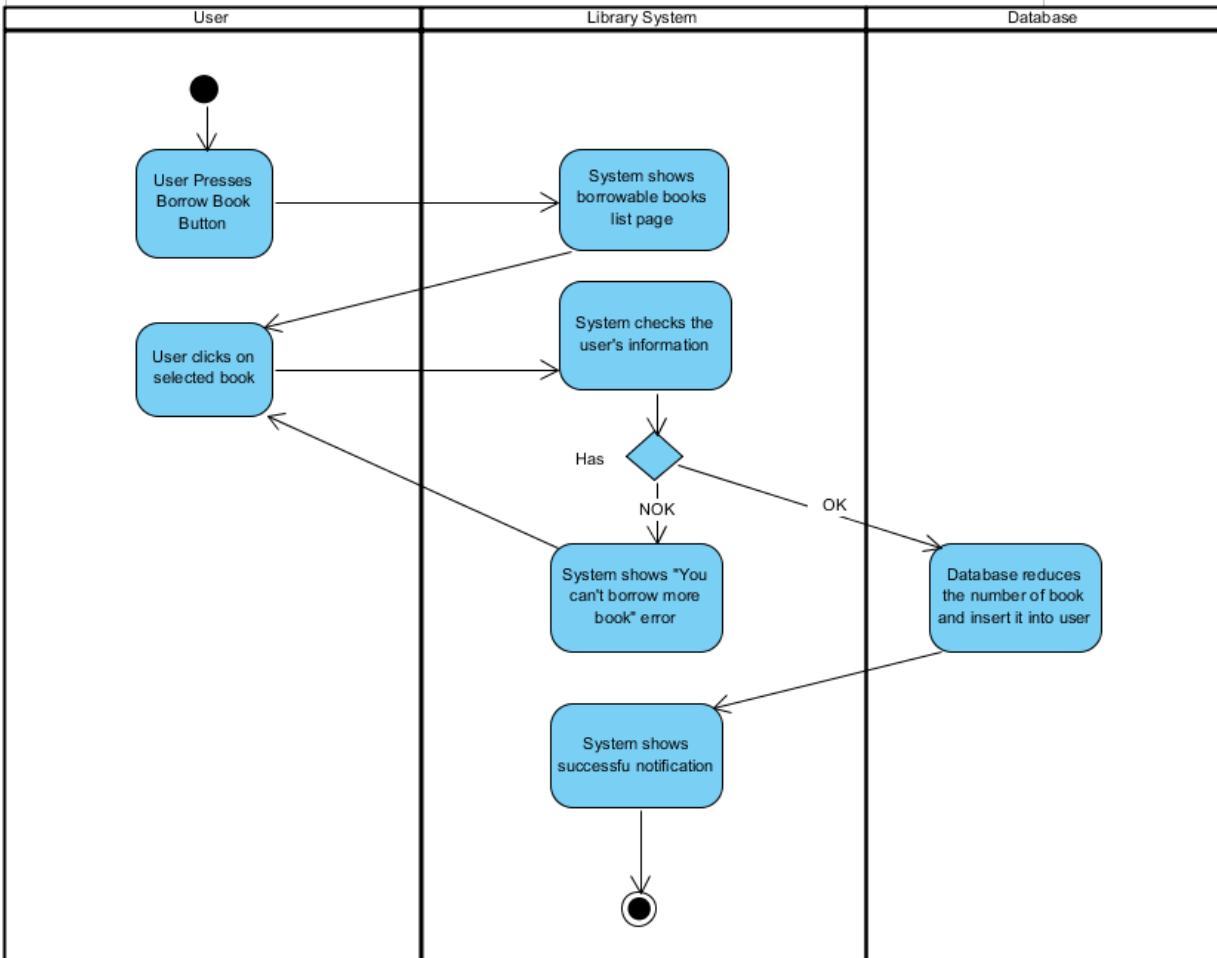 User
Library System
Database
User Presses
Borrow Book
Button
System shows
borrowable books
list page
System checks the
user's information
User clicks on
selected book
Has
NOK
OK
System shows "You
can't borrow more
book" error
Database reduces
the number of book
and insert it into user
System shows
successfu notification